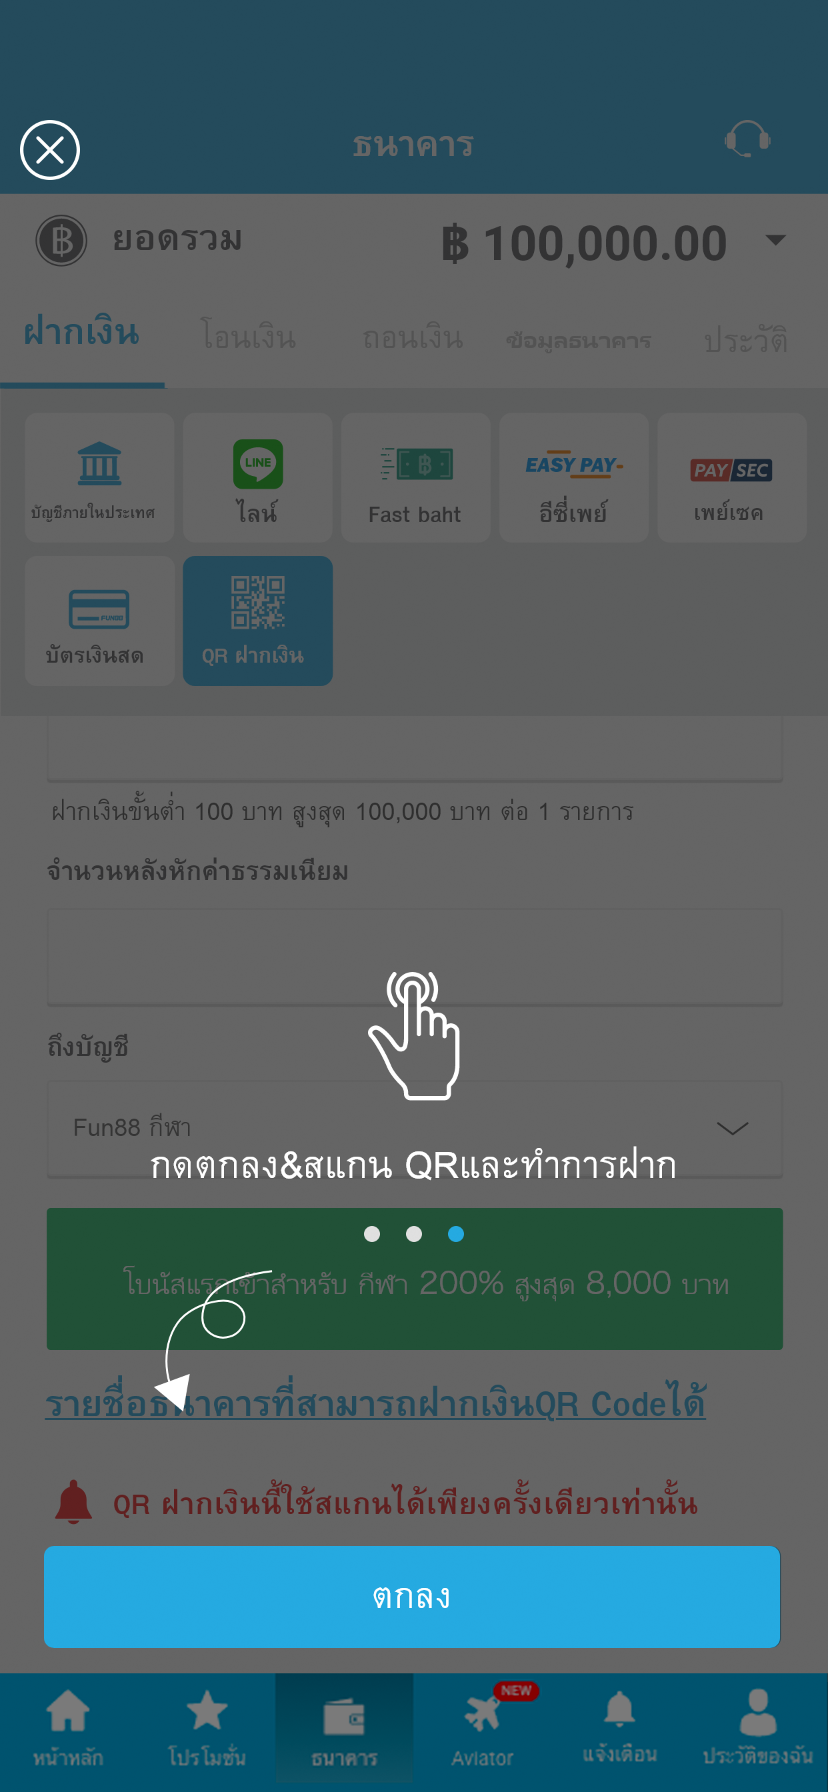 ธนาคาร
ยอดรวม
฿ 100,000.00
ฝากเงิน
โอนเงิน
ถอนเงิน
ข้อมูลธนาคาร
ประวัติ
บัญชีภายในประเทศ
LINE
ไลน์
Fast baht
EASY PAY
อีซี่เพย์
PAY SEC
เพย์เซค
FUN88
บัตรเงินสด
QR ฝากเงิน
ฝากเงินขั้นต่ำ 100 บาท สูงสุด 100,000 บาท ต่อ 1 รายการ
จำนวนหลังหักค่าธรรมเนียม
ถึงบัญชี
Fun88 กีฬา
กดตกลง&สแกน QRและทำการฝาก
โบนัสแรกเข้าสำหรับ กีฬา 200% สูงสุด 8,000 บาท
รายชื่อธนาคารที่สามารถฝากเงินQR Codeได้
QR ฝากเงินนี้ใช้สแกนได้เพียงครั้งเดียวเท่านั้น
ตกลง
NEW
หน้าหลัก
โปรโมชั่น
ธนาคาร
Aviator
แจ้งเตือน
ประวัติของฉัน